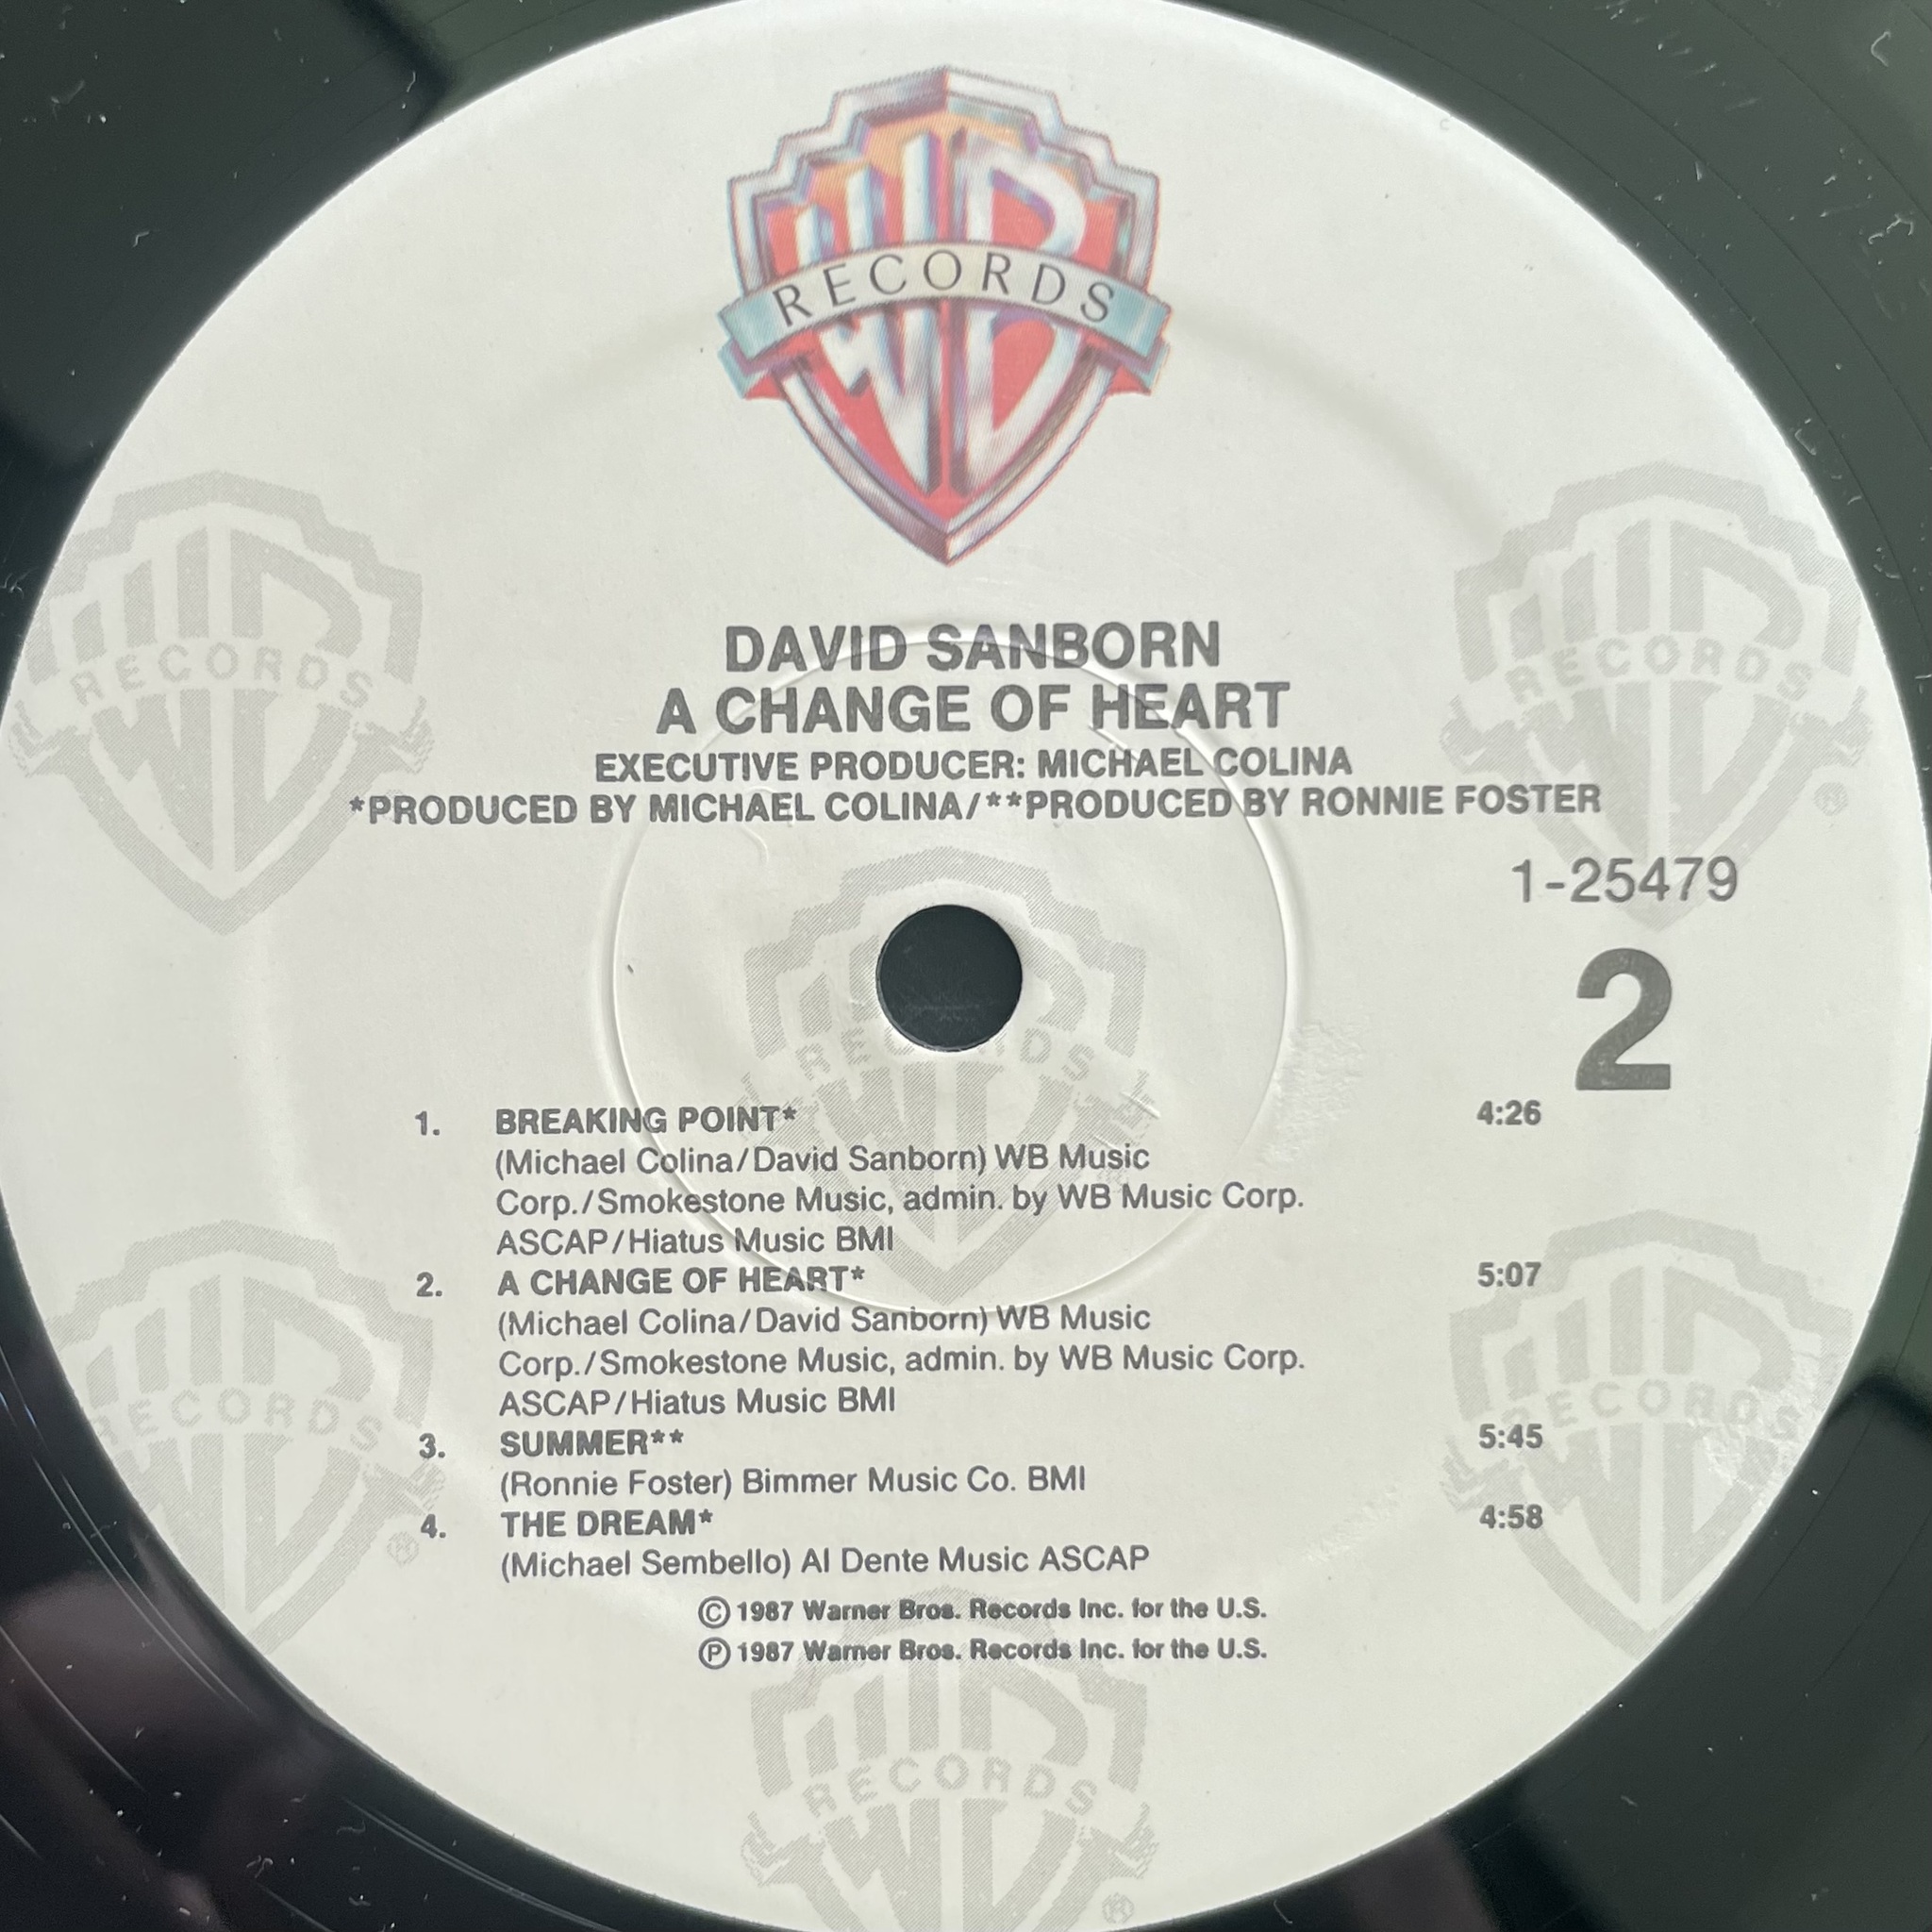 WB
RECORDS
DAVID SANBORN
A CHANGE OF HEART
EXECUTIVE PRODUCER: MICHAEL COLINA
*PRODUCED BY MICHAEL COLINA/**PRODUCED BY RONNIE FOSTER
1-25479
2
1. BREAKING POINT* 4:26
(Michael Colina/David Sanborn) WB Music
Corp./Smokestone Music, admin. by WB Music Corp.
ASCAP/Hiatus Music BMI
2. A CHANGE OF HEART* 5:07
(Michael Colina/David Sanborn) WB Music
Corp./Smokestone Music, admin. by WB Music Corp.
ASCAP/Hiatus Music BMI
3. SUMMER** 5:45
(Ronnie Foster) Bimmer Music Co. BMI
4. THE DREAM* 4:58
(Michael Sembello) Al Dente Music ASCAP
Ⓒ 1987 Warner Bros. Records Inc. for the U.S.
Ⓟ 1987 Warner Bros. Records Inc. for the U.S.